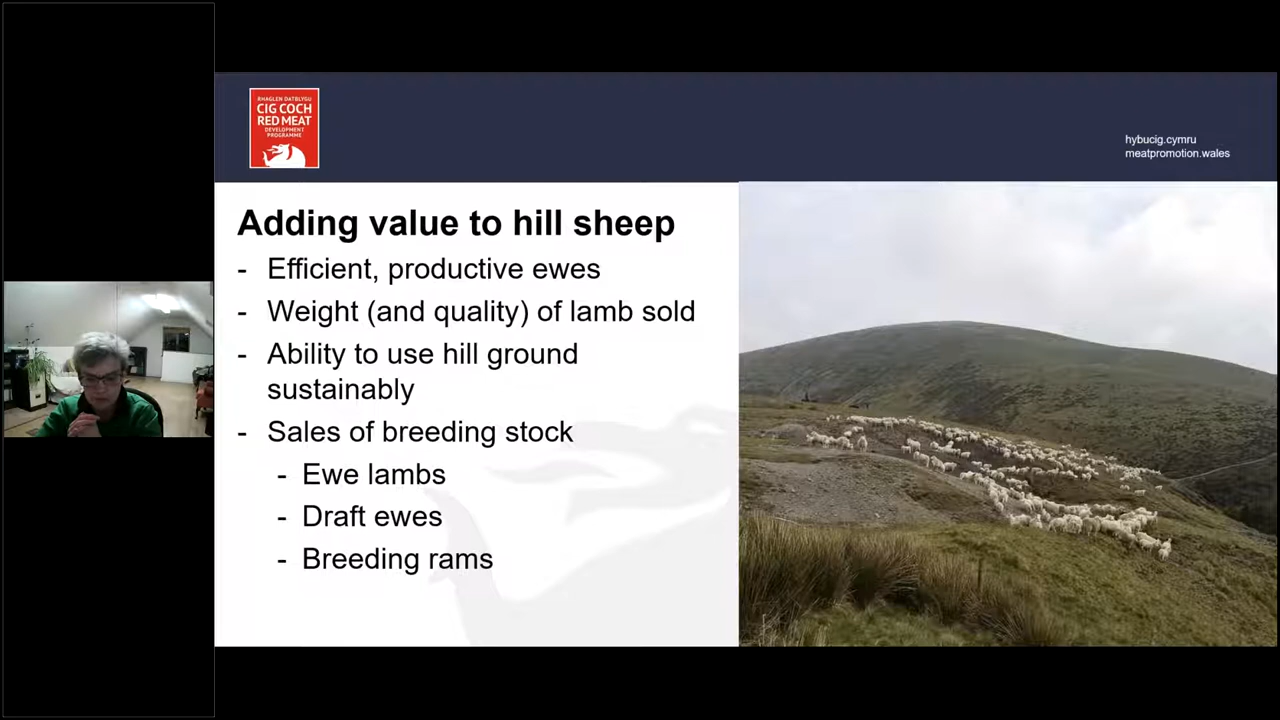 RHAGLEN DATBLYGU
CIG COCH
RED MEAT
DEVELOPMENT
PROGRAMME
hybucig.cymru
meatpromotion.wales
Adding value to hill sheep
- Efficient, productive ewes
- Weight (and quality) of lamb sold
- Ability to use hill ground
sustainably
- Sales of breeding stock
- Ewe lambs
- Draft ewes
- Breeding rams